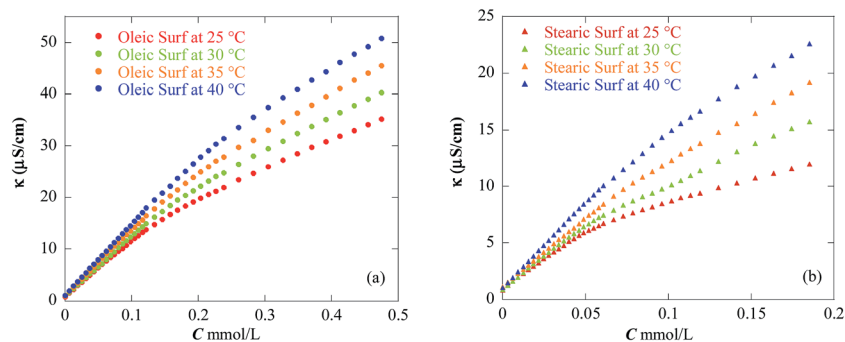 Oleic Surf at 25 °C
Oleic Surf at 30 °C
Oleic Surf at 35 °C
Oleic Surf at 40 °C
κ (μS/cm)
50
40
30
20
10
0
0
0.1
0.2
0.3
0.4
0.5
C mmol/L
(a)
Stearic Surf at 25 °C
Stearic Surf at 30 °C
Stearic Surf at 35 °C
Stearic Surf at 40 °C
κ (μS/cm)
25
20
15
10
5
0
0
0.05
0.1
0.15
0.2
C mmol/L
(b)